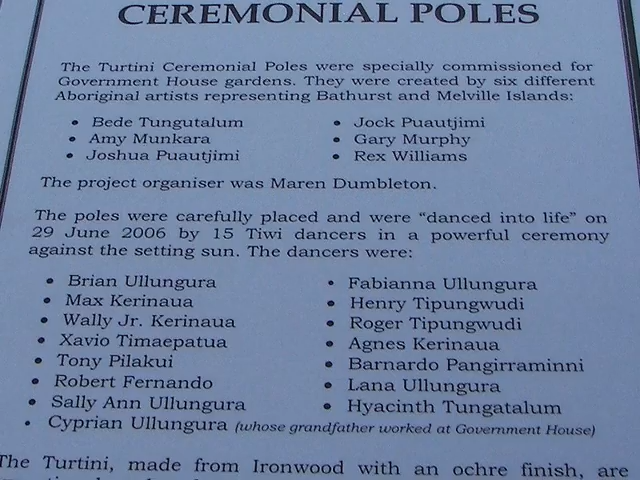 CEREMONIAL POLES
The Turtini Ceremonial Poles were specially commissioned for
Government House gardens. They were created by six different
Aboriginal artists representing Bathurst and Melville Islands:
• Bede Tungutalum • Jock Puautjimi
• Amy Munkara • Gary Murphy
• Joshua Puautjimi • Rex Williams
The project organiser was Maren Dumbleton.
The poles were carefully placed and were “danced into life” on
29 June 2006 by 15 Tiwi dancers in a powerful ceremony
against the setting sun. The dancers were:
• Brian Ullungura • Fabianna Ullungura
• Max Kerinaua • Henry Tipungwudi
• Wally Jr. Kerinaua • Roger Tipungwudi
• Xavio Timaepatua • Agnes Kerinaua
• Tony Pilakui • Barnardo Pangirraminni
• Robert Fernando • Lana Ullungura
• Sally Ann Ullungura • Hyacinth Tungatalum
• Cyprian Ullungura (whose grandfather worked at Government House)
The Turtini, made from Ironwood with an ochre finish, are